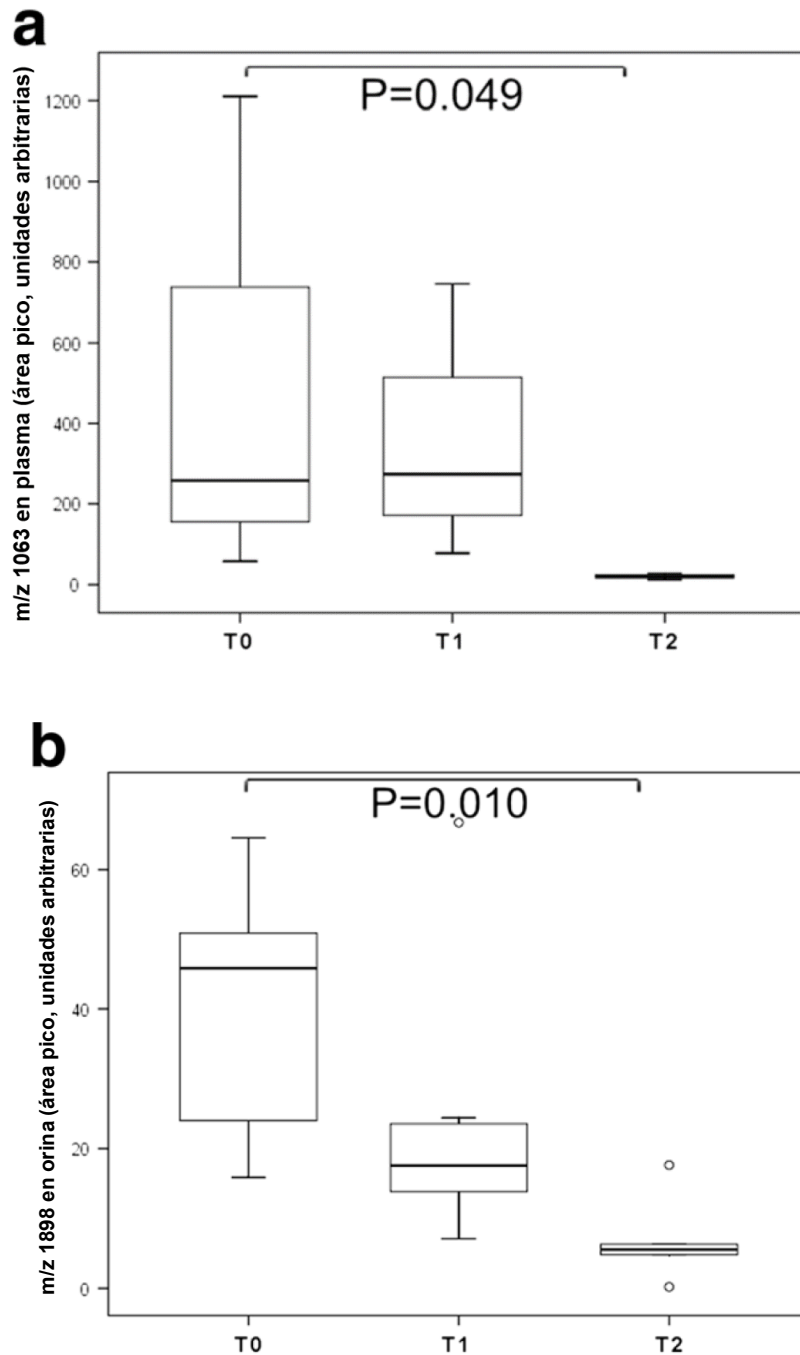 a
m/z 1063 en plasma (área pico, unidades arbitrarias)
P=0.049
1200
1000
800
600
400
200
0
T0 T1 T2
b
m/z 1898 en orina (área pico, unidades arbitrarias)
P=0.010
60
40
20
0
T0 T1 T2